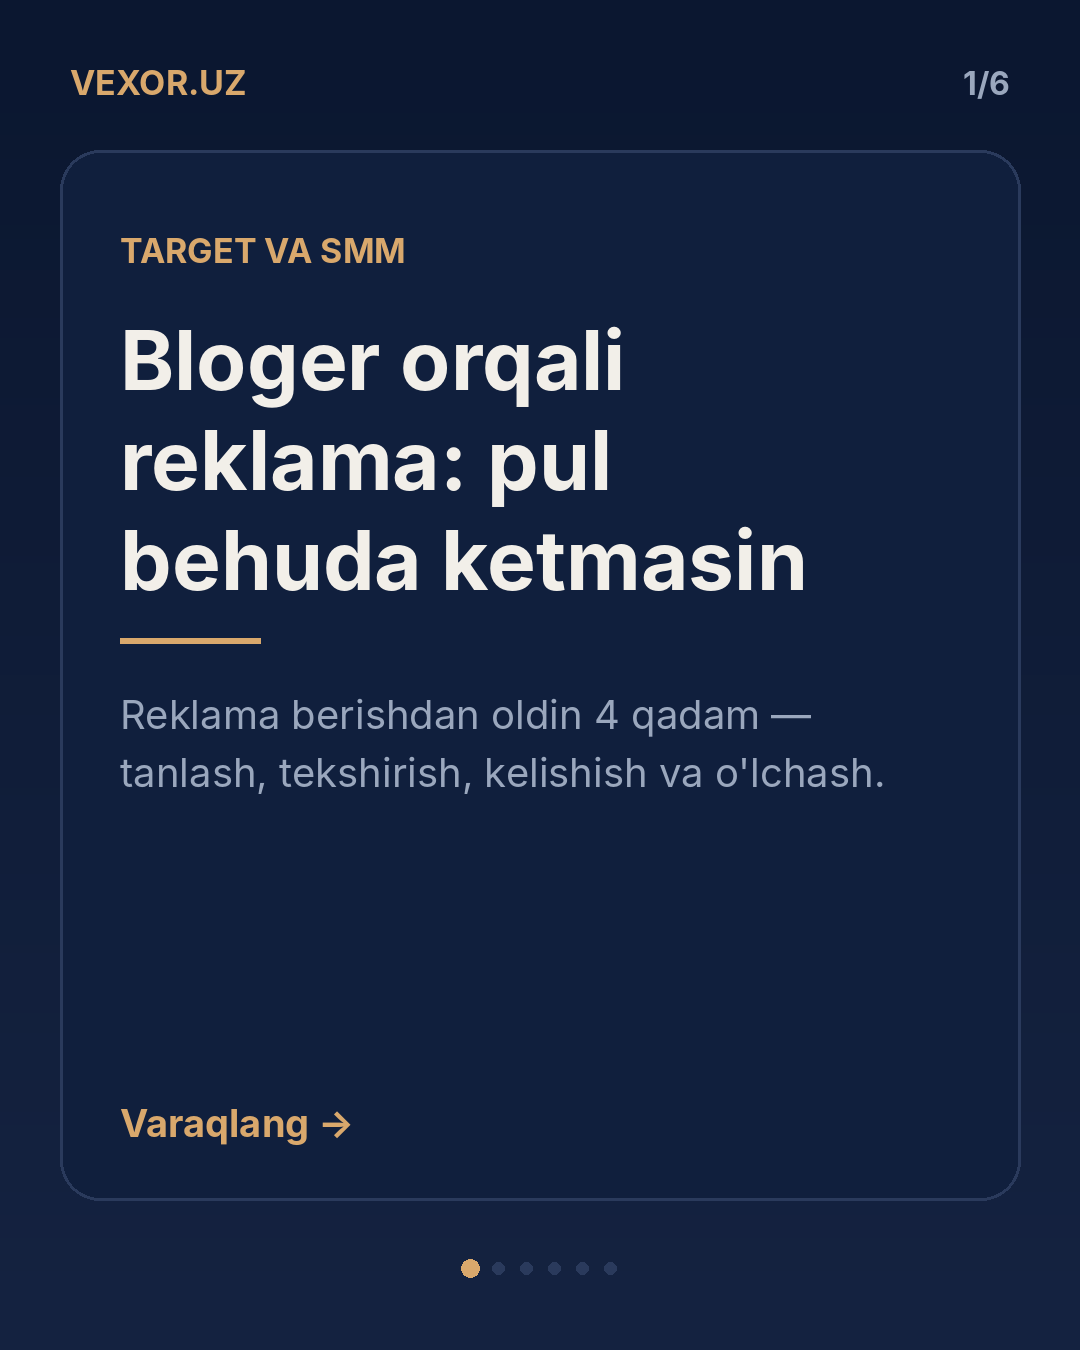 VEXOR.UZ
1/6
TARGET VA SMM
Bloger orqali
reklama: pul
behuda ketmasin
Reklama berishdan oldin 4 qadam —
tanlash, tekshirish, kelishish va o'lchash.
Varaqlang →